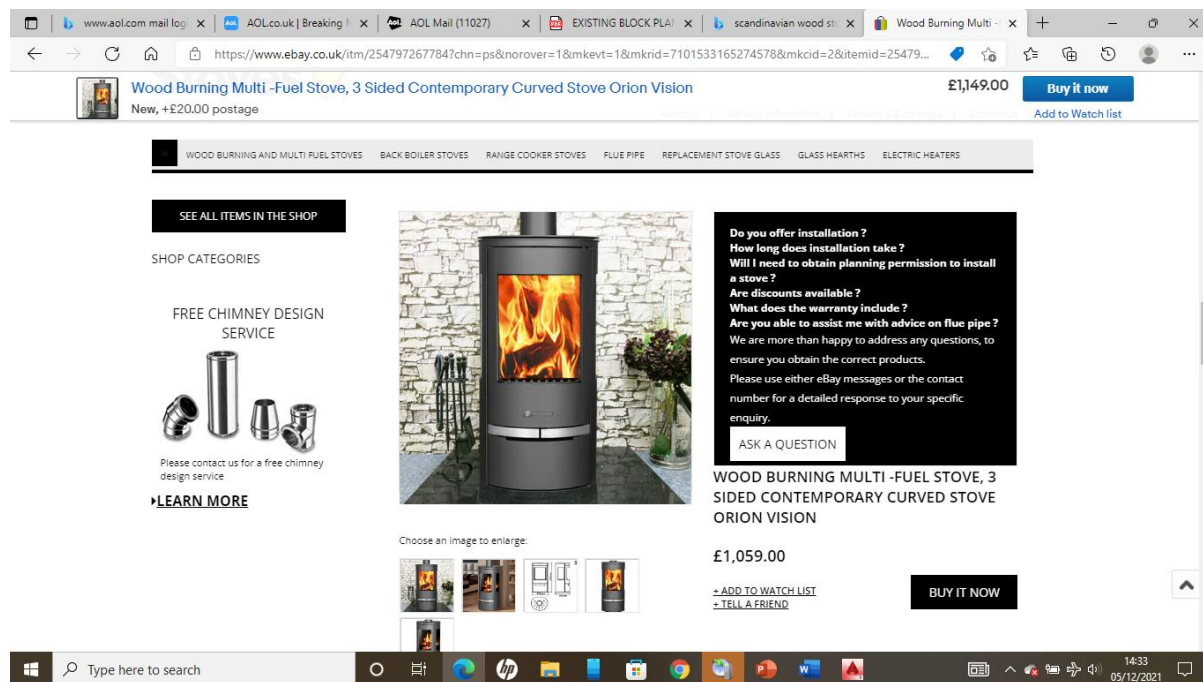 www.aol.com mail log
AOL.co.uk | Breaking N
AOL Mail (11027)
EXISTING BLOCK PLAN
scandinavian wood st
Wood Burning Multi -
https://www.ebay.co.uk/itm/254797267784?chn=ps&norover=1&mkevt=1&mkrid=7101533165274578&mkcid=2&itemid=25479...
Wood Burning Multi -Fuel Stove, 3 Sided Contemporary Curved Stove Orion Vision
£1,149.00
Buy it now
New, +£20.00 postage
Add to Watch list
WOOD BURNING AND MULTI FUEL STOVES BACK BOILER STOVES RANGE COOKER STOVES FLUE PIPE REPLACEMENT STOVE GLASS GLASS HEARTHS ELECTRIC HEATERS
SEE ALL ITEMS IN THE SHOP
SHOP CATEGORIES
FREE CHIMNEY DESIGN
SERVICE
Please contact us for a free chimney
design service
LEARN MORE
Choose an image to enlarge:
Do you offer installation ?
How long does installation take ?
Will I need to obtain planning permission to install
a stove ?
Are discounts available ?
What does the warranty include ?
Are you able to assist me with advice on flue pipe ?
We are more than happy to address any questions, to
ensure you obtain the correct products.
Please use either eBay messages or the contact
number for a detailed response to your specific
enquiry.
ASK A QUESTION
WOOD BURNING MULTI -FUEL STOVE, 3
SIDED CONTEMPORARY CURVED STOVE
ORION VISION
£1,059.00
+ ADD TO WATCH LIST
+ TELL A FRIEND
BUY IT NOW
Type here to search
14:33
05/12/2021